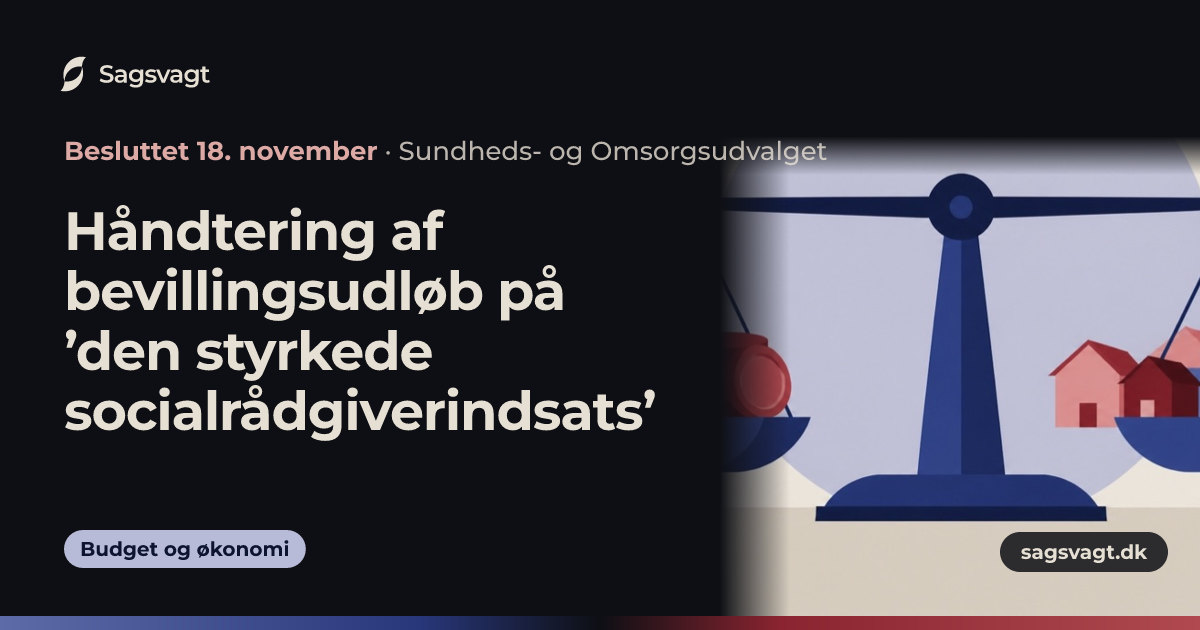 Sagsvagt
Besluttet 18. november · Sundheds- og Omsorgsudvalget
Håndtering af
bevillingsudløb på
’den styrkede
socialrådgiverindsats’
Budget og økonomi
sagsvagt.dk